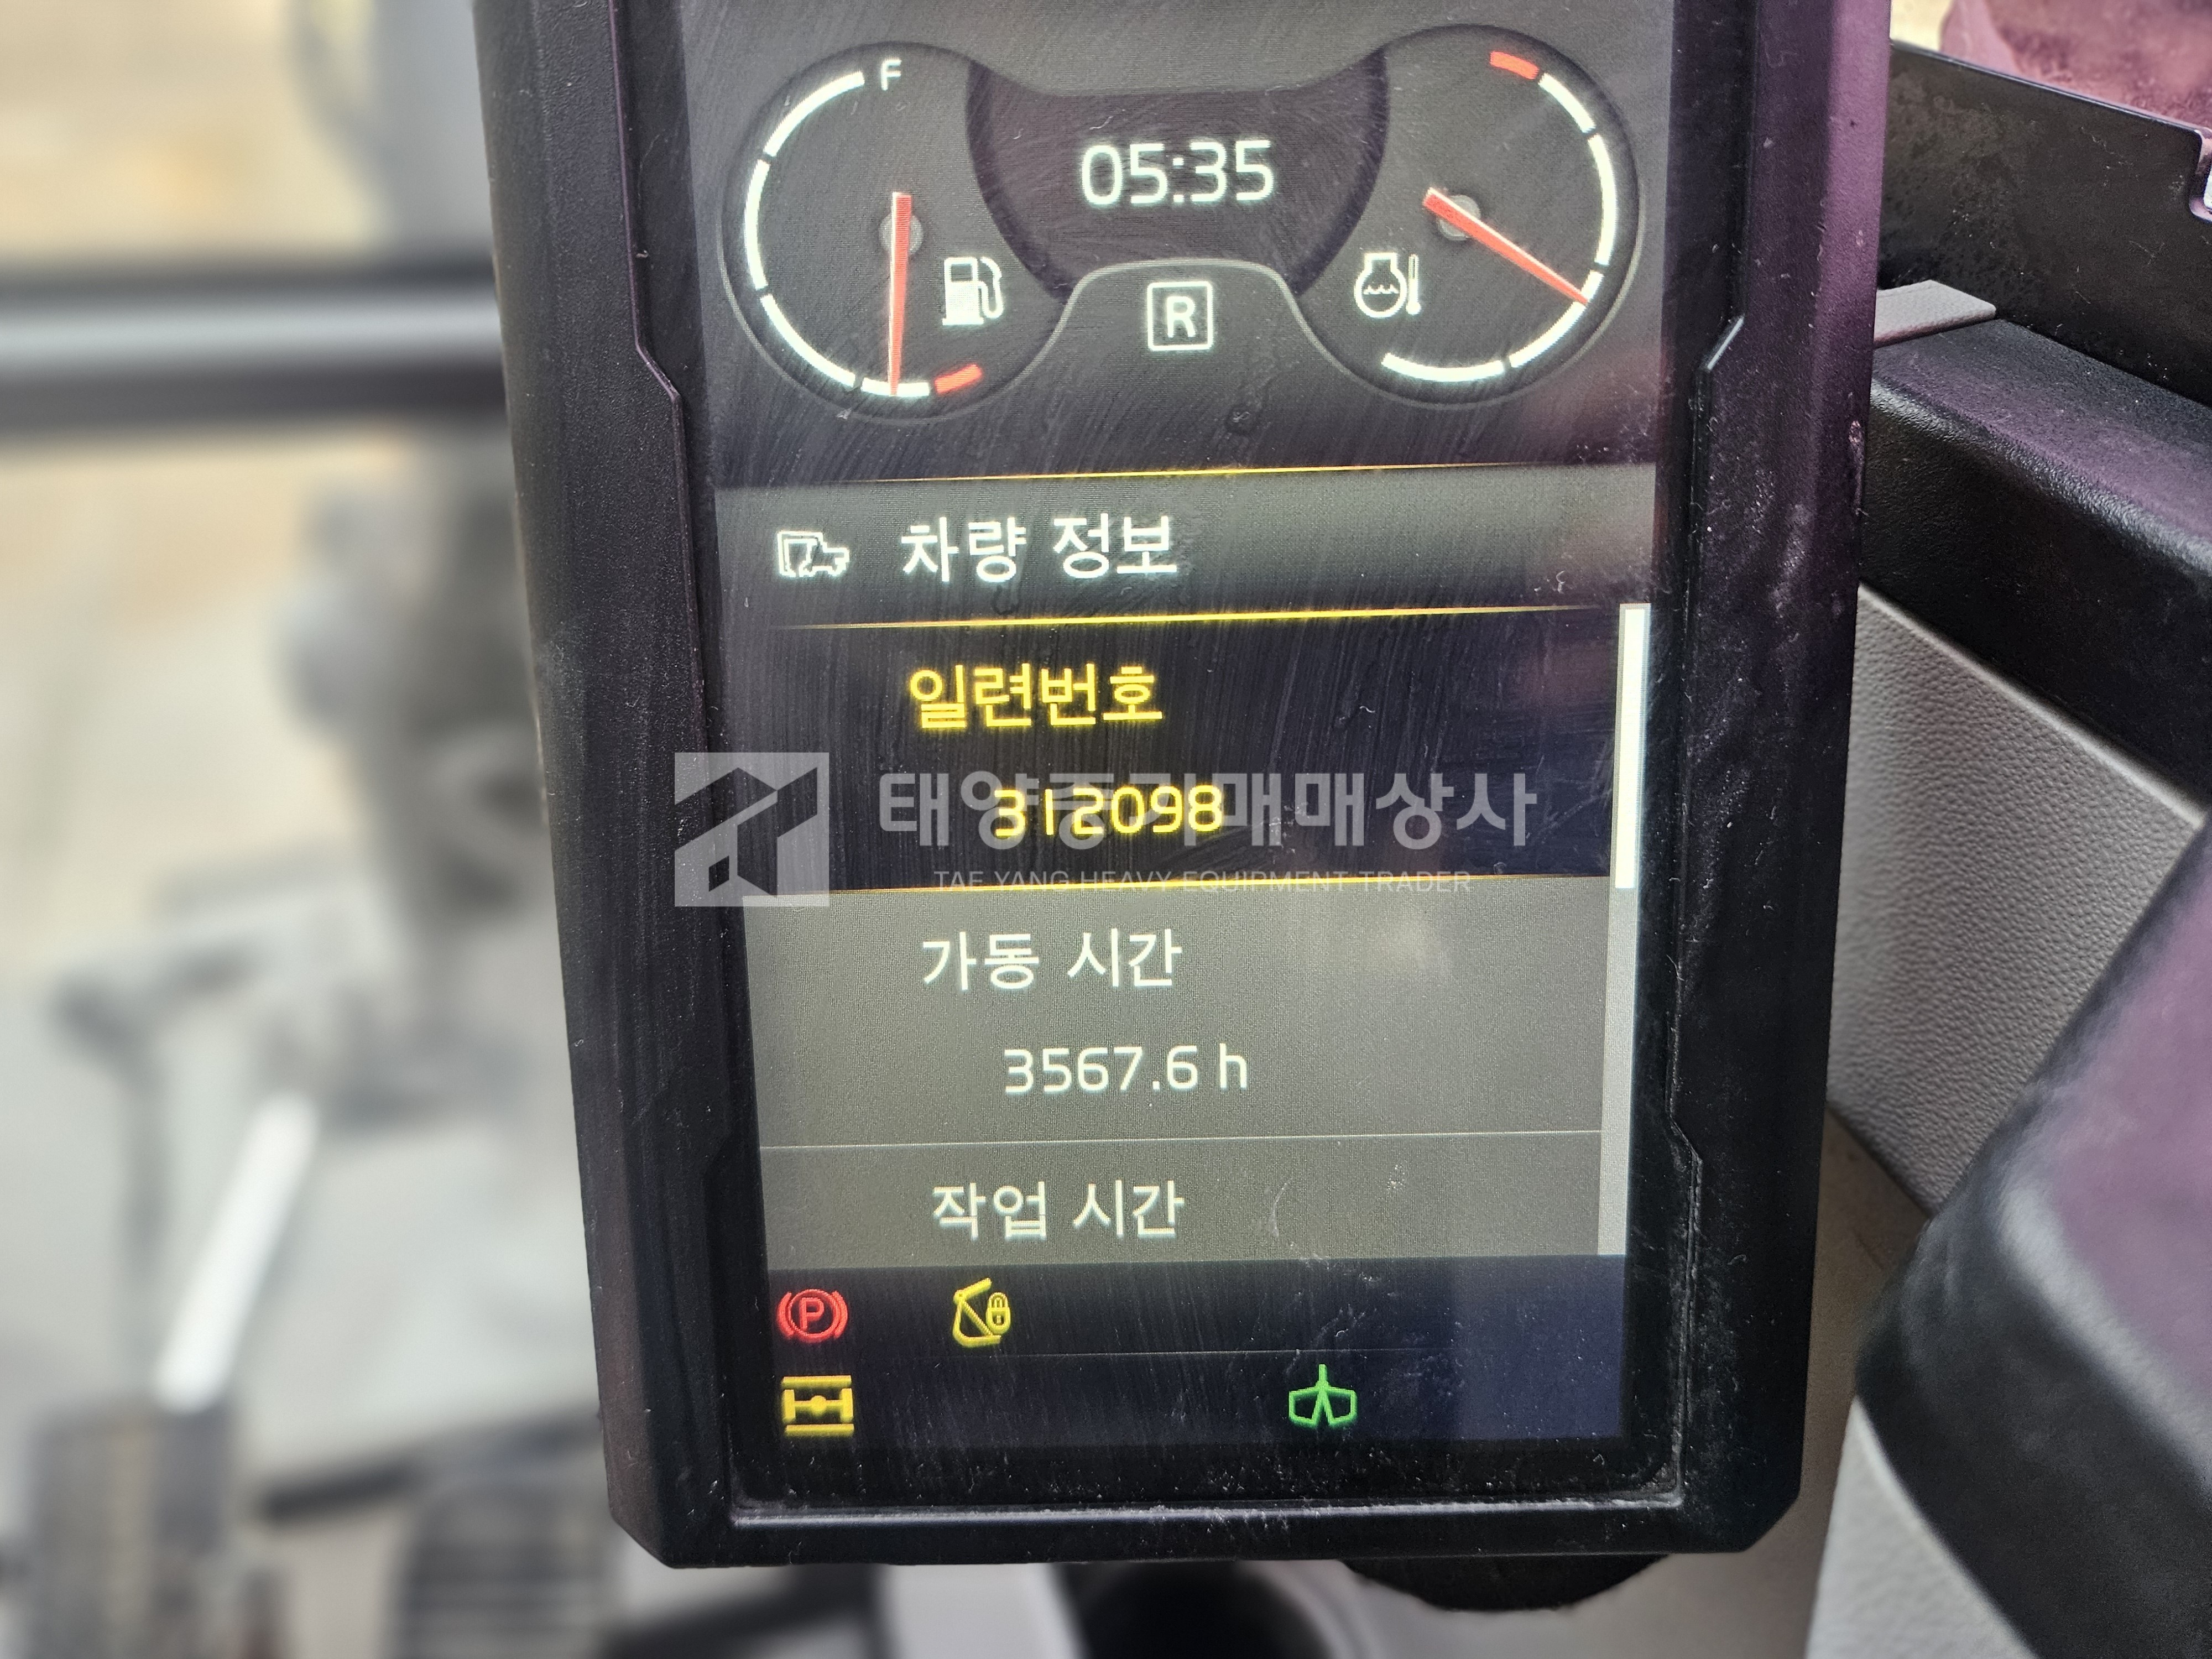 F
05:35
R
차량 정보
일련번호
312098
태양중기매매상사
TAE YANG HEAVY EQUIPMENT TRADER
가동 시간
3567.6 h
작업 시간
P